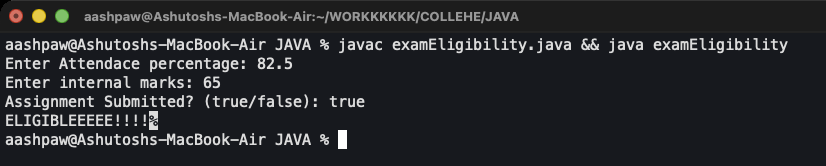 aashpaw@Ashutoshs-MacBook-Air:~/WORKKKKKK/COLLEHE/JAVA
aashpaw@Ashutoshs-MacBook-Air JAVA % javac examEligibility.java && java examEligibility
Enter Attendace percentage: 82.5
Enter internal marks: 65
Assignment Submitted? (true/false): true
ELIGIBLEEEEE!!!!%
aashpaw@Ashutoshs-MacBook-Air JAVA %